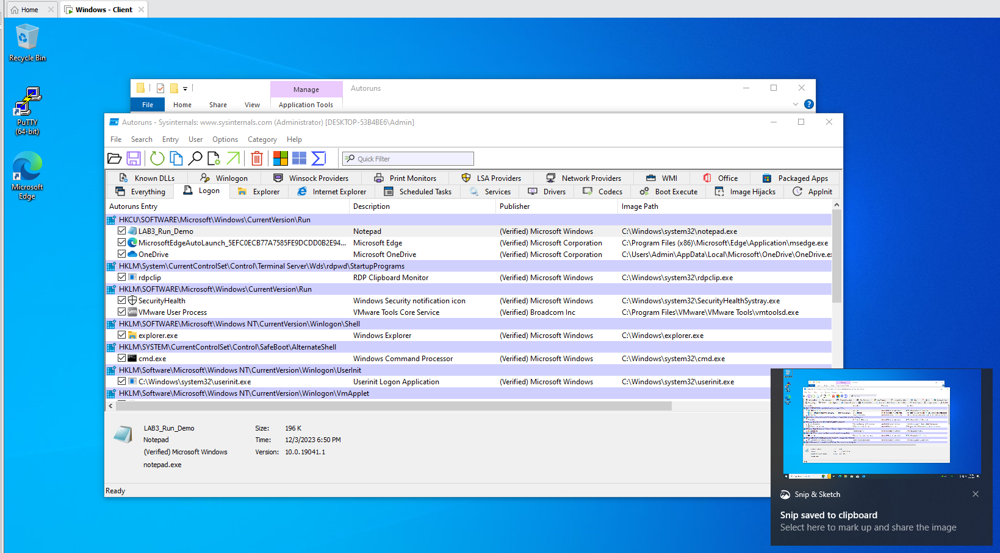 Home
Windows - Client
Recycle Bin
PuTTY
(64-bit)
Microsoft
Edge
Manage
Autoruns
File
Home
Share
View
Application Tools
Autoruns - Sysinternals: www.sysinternals.com (Administrator) [DESKTOP-53B4BE6\Admin]
File Search Entry User Options Category Help
Quick Filter
Known DLLs Winlogon Winsock Providers Print Monitors LSA Providers Network Providers WMI Office Packaged Apps
Everything Logon Explorer Internet Explorer Scheduled Tasks Services Drivers Codecs Boot Execute Image Hijacks AppInit
Autoruns Entry Description Publisher Image Path
HKCU\SOFTWARE\Microsoft\Windows\CurrentVersion\Run
LAB3_Run_Demo Notepad (Verified) Microsoft Windows C:\Windows\system32\notepad.exe
MicrosoftEdgeAutoLaunch_5EFC0ECB77A7585FE9DCDD0B2E94... Microsoft Edge (Verified) Microsoft Corporation C:\Program Files (x86)\Microsoft\Edge\Application\msedge.exe
OneDrive Microsoft OneDrive (Verified) Microsoft Corporation C:\Users\Admin\AppData\Local\Microsoft\OneDrive\OneDrive.ex
HKLM\System\CurrentControlSet\Control\Terminal Server\Wds\rdpwd\StartupPrograms
rdpclip RDP Clipboard Monitor (Verified) Microsoft Windows C:\Windows\system32\rdpclip.exe
HKLM\SOFTWARE\Microsoft\Windows\CurrentVersion\Run
SecurityHealth Windows Security notification icon (Verified) Microsoft Windows C:\Windows\system32\SecurityHealthSystray.exe
VMware User Process VMware Tools Core Service (Verified) Broadcom Inc C:\Program Files\VMware\VMware Tools\vmtoolsd.exe
HKLM\SOFTWARE\Microsoft\Windows NT\CurrentVersion\Winlogon\Shell
explorer.exe Windows Explorer (Verified) Microsoft Windows C:\Windows\explorer.exe
HKLM\SYSTEM\CurrentControlSet\Control\SafeBoot\AlternateShell
cmd.exe Windows Command Processor (Verified) Microsoft Windows C:\Windows\system32\cmd.exe
HKLM\Software\Microsoft\Windows NT\CurrentVersion\Winlogon\UserInit
C:\Windows\system32\userinit.exe Userinit Logon Application (Verified) Microsoft Windows C:\Windows\system32\userinit.exe
HKLM\Software\Microsoft\Windows NT\CurrentVersion\Winlogon\VmApplet
LAB3_Run_Demo Size: 196 K
Notepad Time: 12/3/2023 6:50 PM
(Verified) Microsoft Windows Version: 10.0.19041.1
notepad.exe
Ready
Snip & Sketch
Snip saved to clipboard
Select here to mark up and share the image